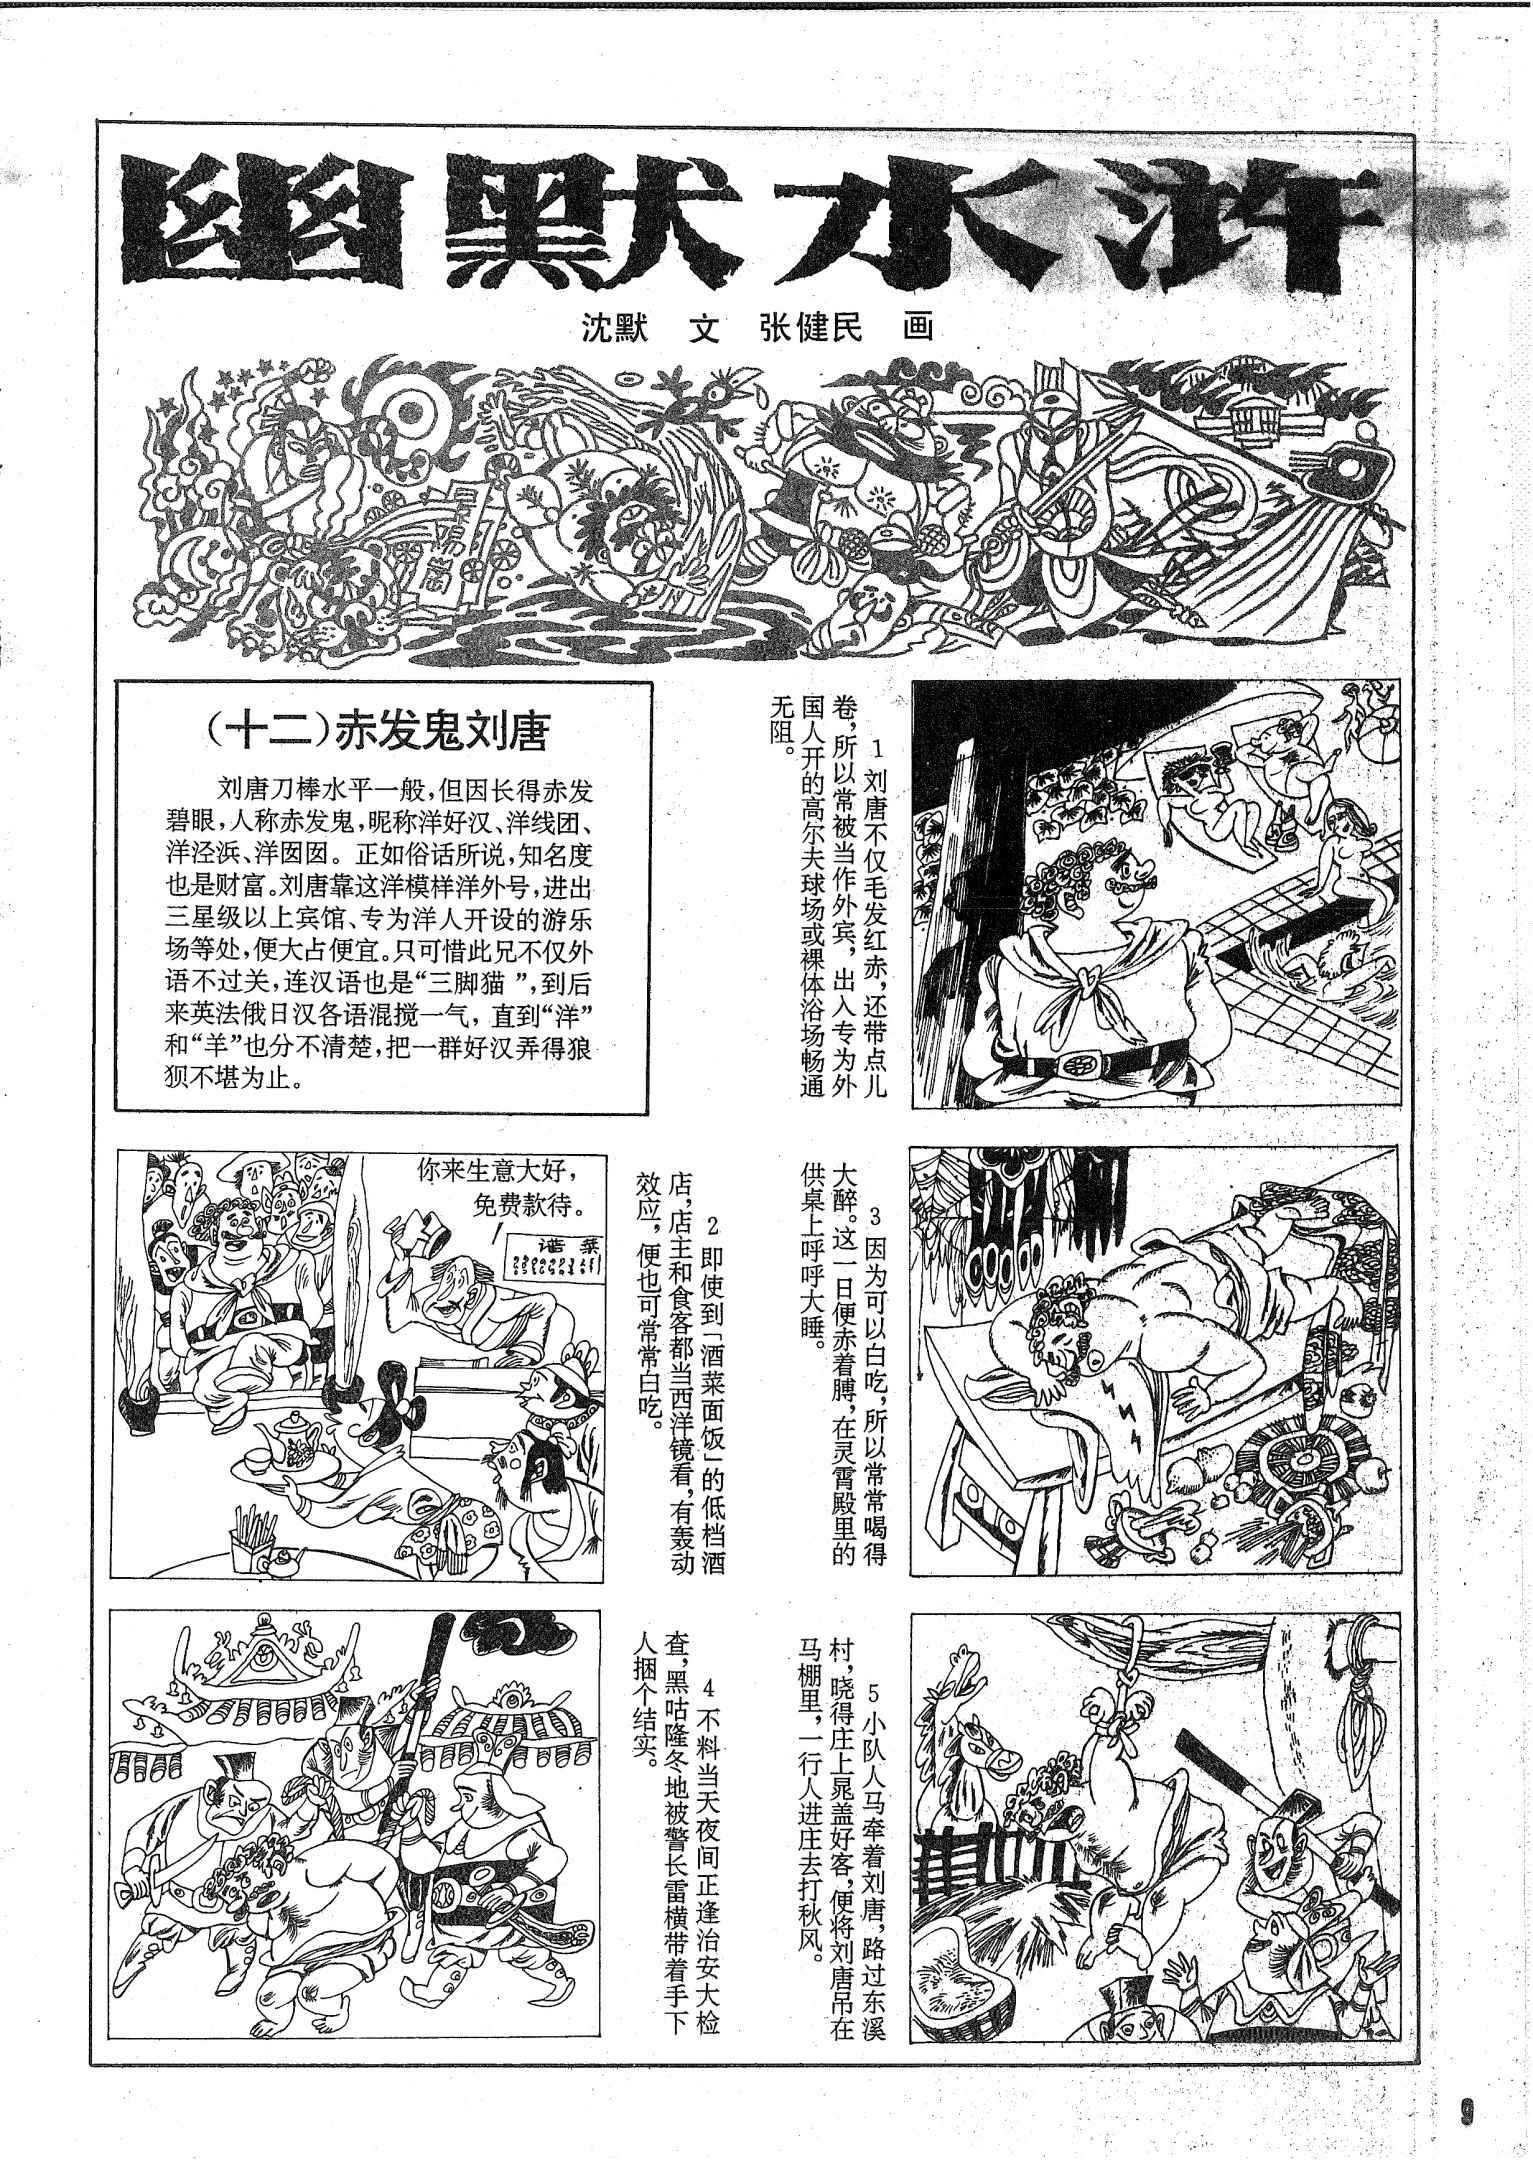 幽默水浒
沈默 文 张健民 画
景阳酱
(十二)赤发鬼刘唐
刘唐刀棒水平一般,但因长得赤发
碧眼,人称赤发鬼,昵称洋好汉、洋线团、
洋泾浜、洋囡囡。正如俗话所说,知名度
也是财富。刘唐靠这洋模样洋外号,进出
三星级以上宾馆、专为洋人开设的游乐
场等处,便大占便宜。只可惜此兄不仅外
语不过关,连汉语也是“三脚猫”,到后
来英法俄日汉各语混搅一气,直到“洋”
和“羊”也分不清楚,把一群好汉弄得狼
狈不堪为止。
1 刘唐不仅毛发红赤,还带点儿
卷,所以常被当作外宾,出入专为外
国人开的高尔夫球场或裸体浴场畅通
无阻。
你来生意大好,
免费款待。
菜谱
2 即使到「酒菜面饭」的低档酒
店,店主和食客都当西洋镜看,有轰动
效应,便也可常常白吃。
3 因为可以白吃,所以常常喝得
大醉。这一日便赤着膊,在灵霄殿里的
供桌上呼呼大睡。
4 不料当天夜间正逢治安大检
查,黑咕隆冬地被警长雷横带着手下
人捆个结实。
5 小队人马牵着刘唐,路过东溪
村,晓得庄上晁盖好客,便将刘唐吊在
马棚里,一行人进庄去打秋风。
9